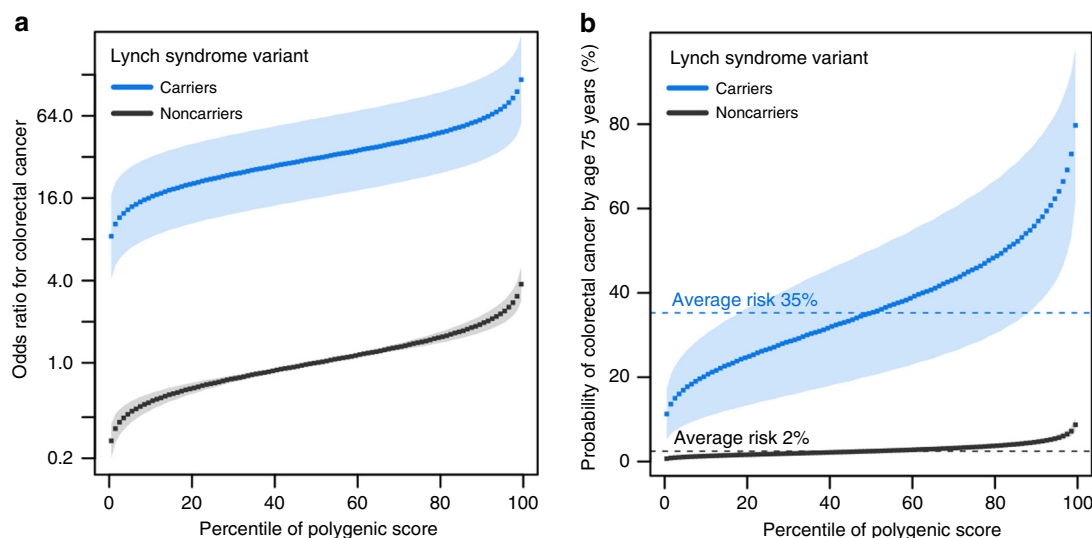 a
Lynch syndrome variant
Carriers
Noncarriers
64.0
16.0
4.0
1.0
0.2
Odds ratio for colorectal cancer
0
20
40
60
80
100
Percentile of polygenic score
b
Lynch syndrome variant
Carriers
Noncarriers
80
60
40
20
0
Probability of colorectal cancer by age 75 years (%)
Average risk 35%
Average risk 2%
0
20
40
60
80
100
Percentile of polygenic score